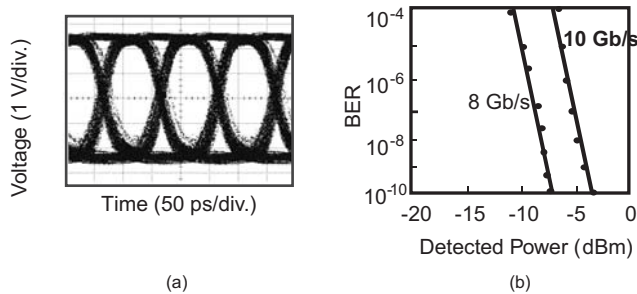 Voltage (1 V/div.)
Time (50 ps/div.)
(a)
BER
10-4
10-6
10-8
10-10
10 Gb/s
8 Gb/s
-20 -15 -10 -5 0
Detected Power (dBm)
(b)